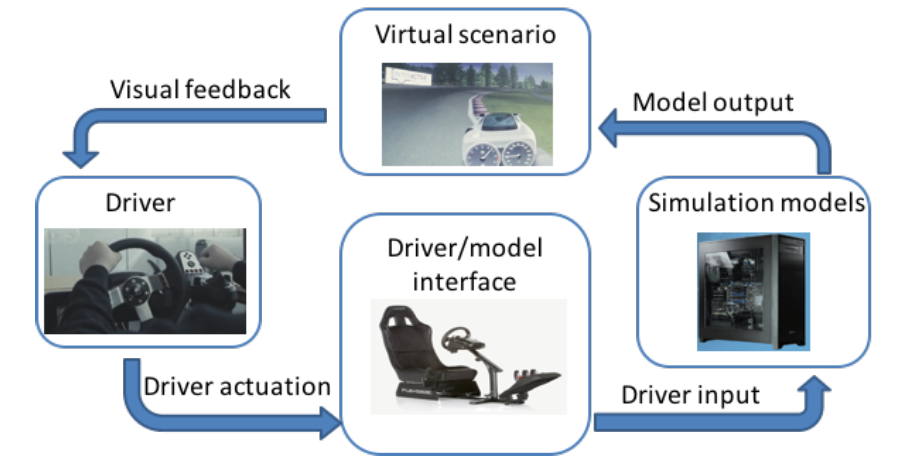 Virtual scenario
Visual feedback
Model output
Driver
Simulation models
Driver/model
interface
Driver actuation
Driver input